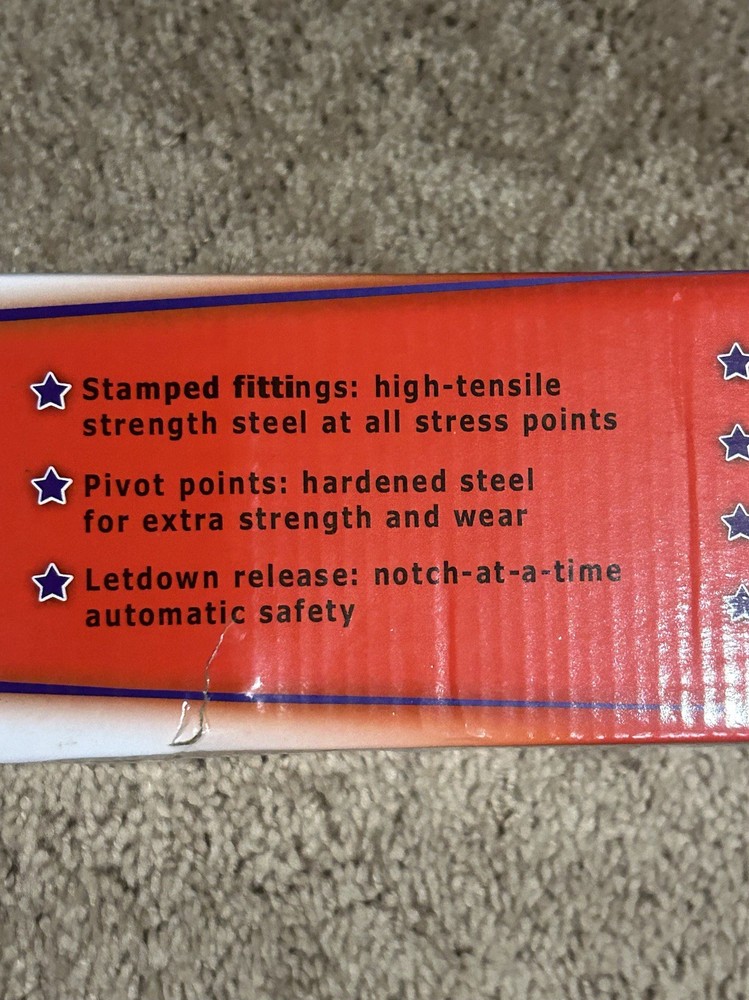 Stamped fittings: high-tensile
strength steel at all stress points
Pivot points: hardened steel
for extra strength and wear
Letdown release: notch-at-a-time
automatic safety